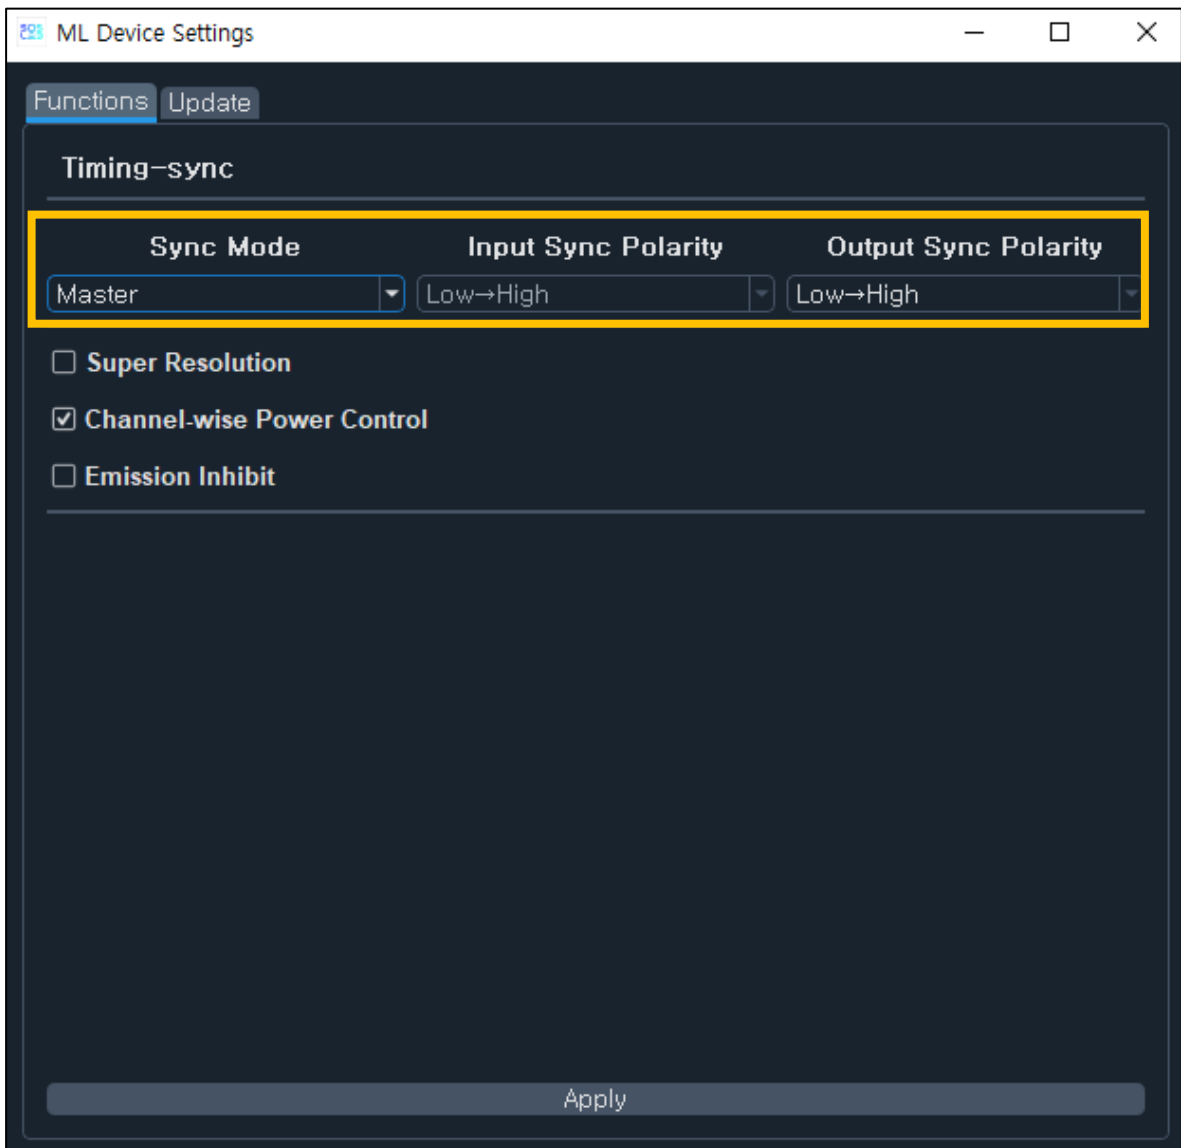 ML Device Settings
Functions Update
Timing-sync
Sync Mode Input Sync Polarity Output Sync Polarity
Master Low→High Low→High
Super Resolution
Channel-wise Power Control
Emission Inhibit
Apply